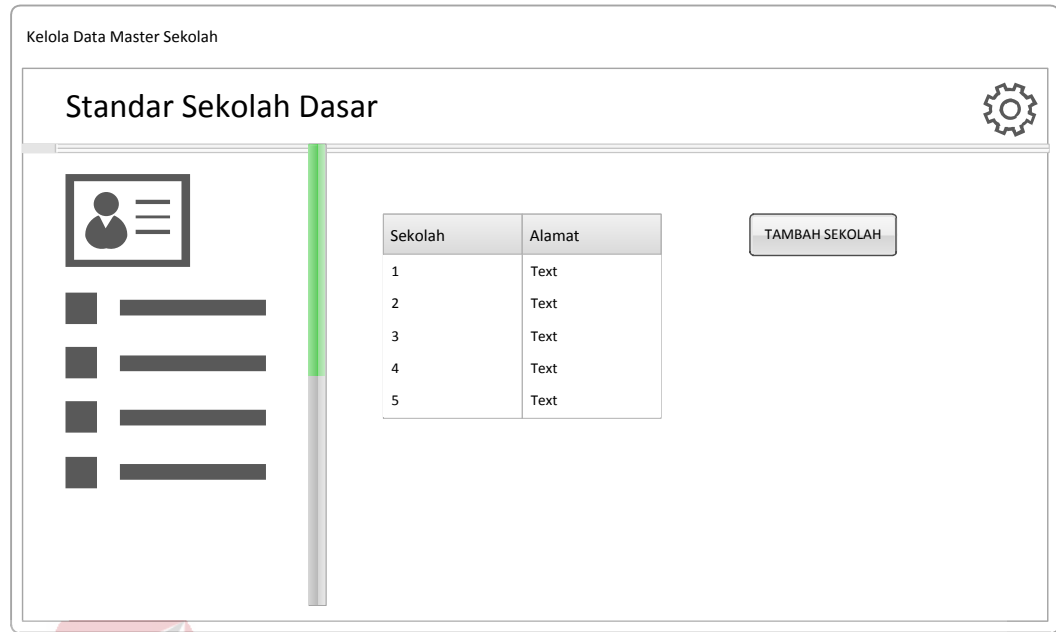 Kelola Data Master Sekolah
Standar Sekolah Dasar
Sekolah Alamat
TAMBAH SEKOLAH
1 Text
2 Text
3 Text
4 Text
5 Text